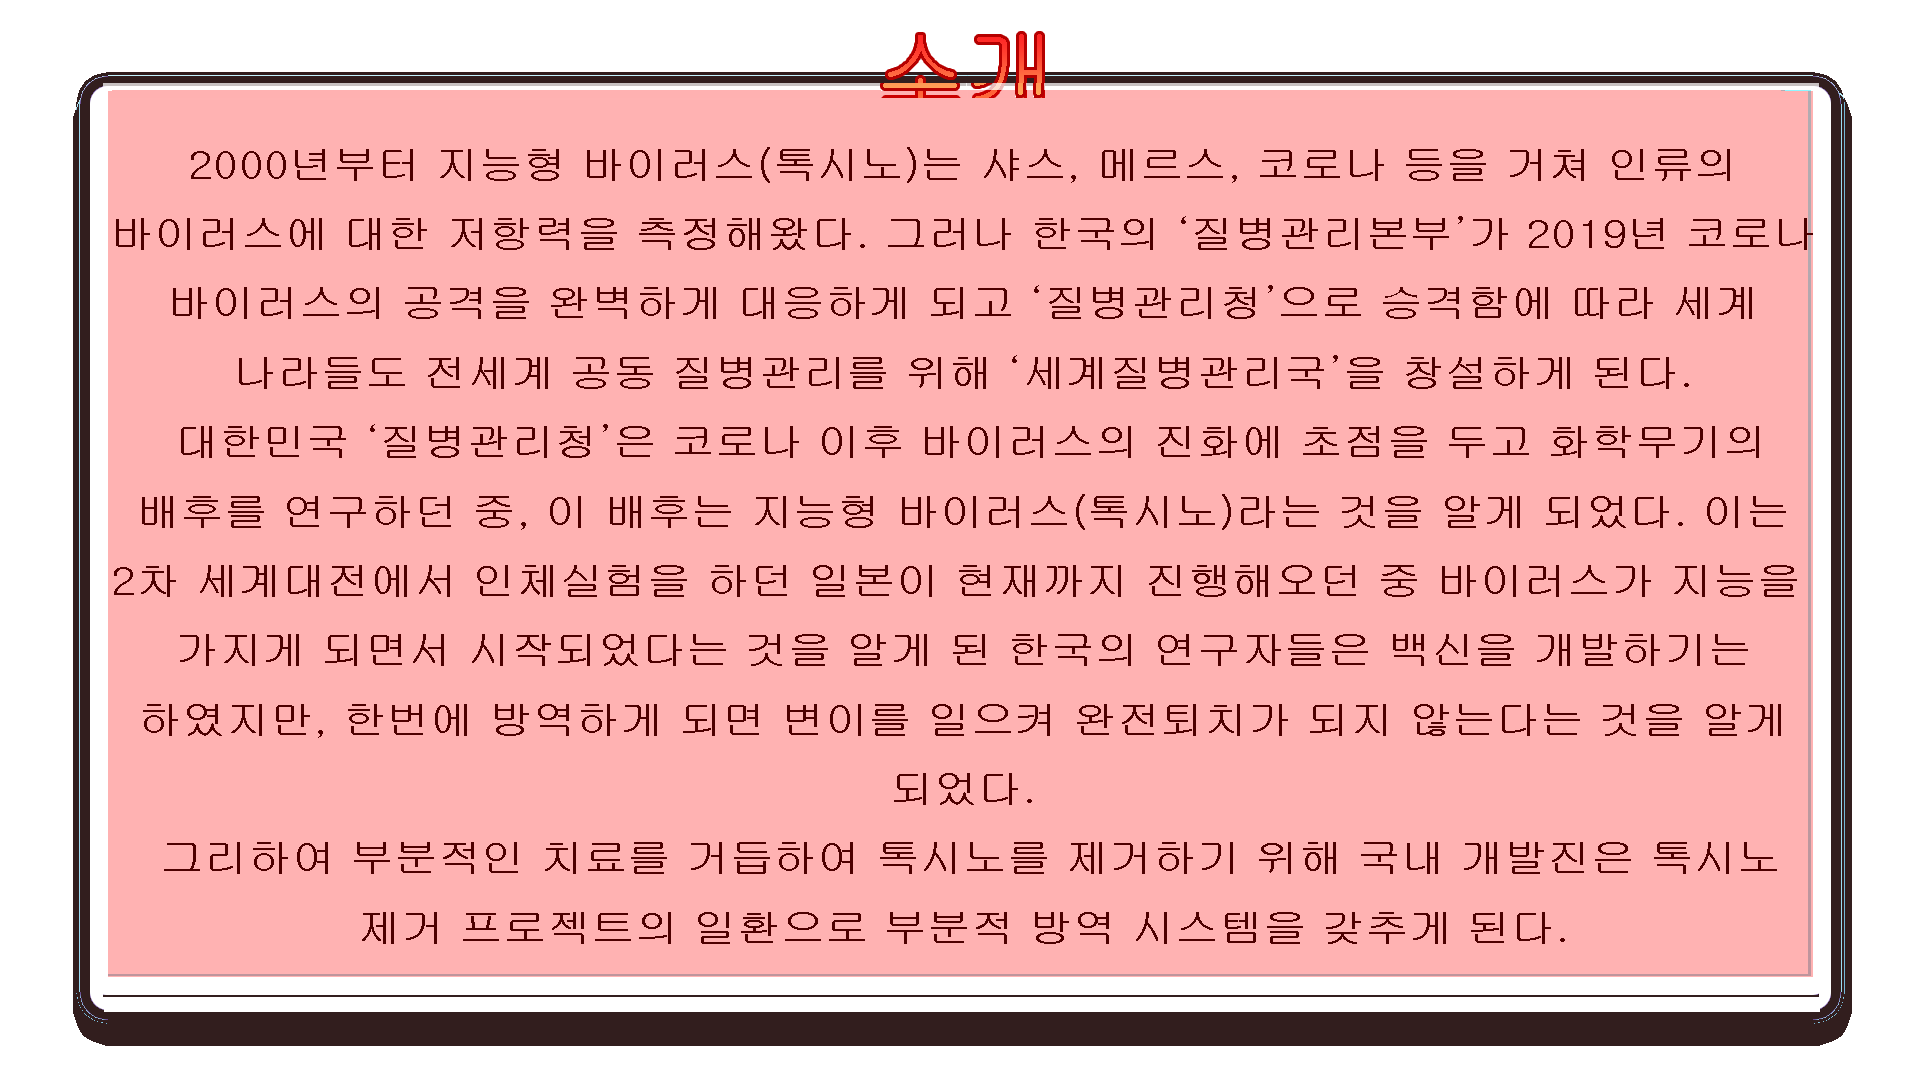 소개
2000년부터 지능형 바이러스(톡시노)는 샤스, 메르스, 코로나 등을 거쳐 인류의
바이러스에 대한 저항력을 측정해왔다. 그러나 한국의 ‘질병관리본부’가 2019년 코로나
바이러스의 공격을 완벽하게 대응하게 되고 ‘질병관리청’으로 승격함에 따라 세계
나라들도 전세계 공동 질병관리를 위해 ‘세계질병관리국’을 창설하게 된다.
대한민국 ‘질병관리청’은 코로나 이후 바이러스의 진화에 초점을 두고 화학무기의
배후를 연구하던 중, 이 배후는 지능형 바이러스(톡시노)라는 것을 알게 되었다. 이는
2차 세계대전에서 인체실험을 하던 일본이 현재까지 진행해오던 중 바이러스가 지능을
가지게 되면서 시작되었다는 것을 알게 된 한국의 연구자들은 백신을 개발하기는
하였지만, 한번에 방역하게 되면 변이를 일으켜 완전퇴치가 되지 않는다는 것을 알게
되었다.
그리하여 부분적인 치료를 거듭하여 톡시노를 제거하기 위해 국내 개발진은 톡시노
제거 프로젝트의 일환으로 부분적 방역 시스템을 갖추게 된다.